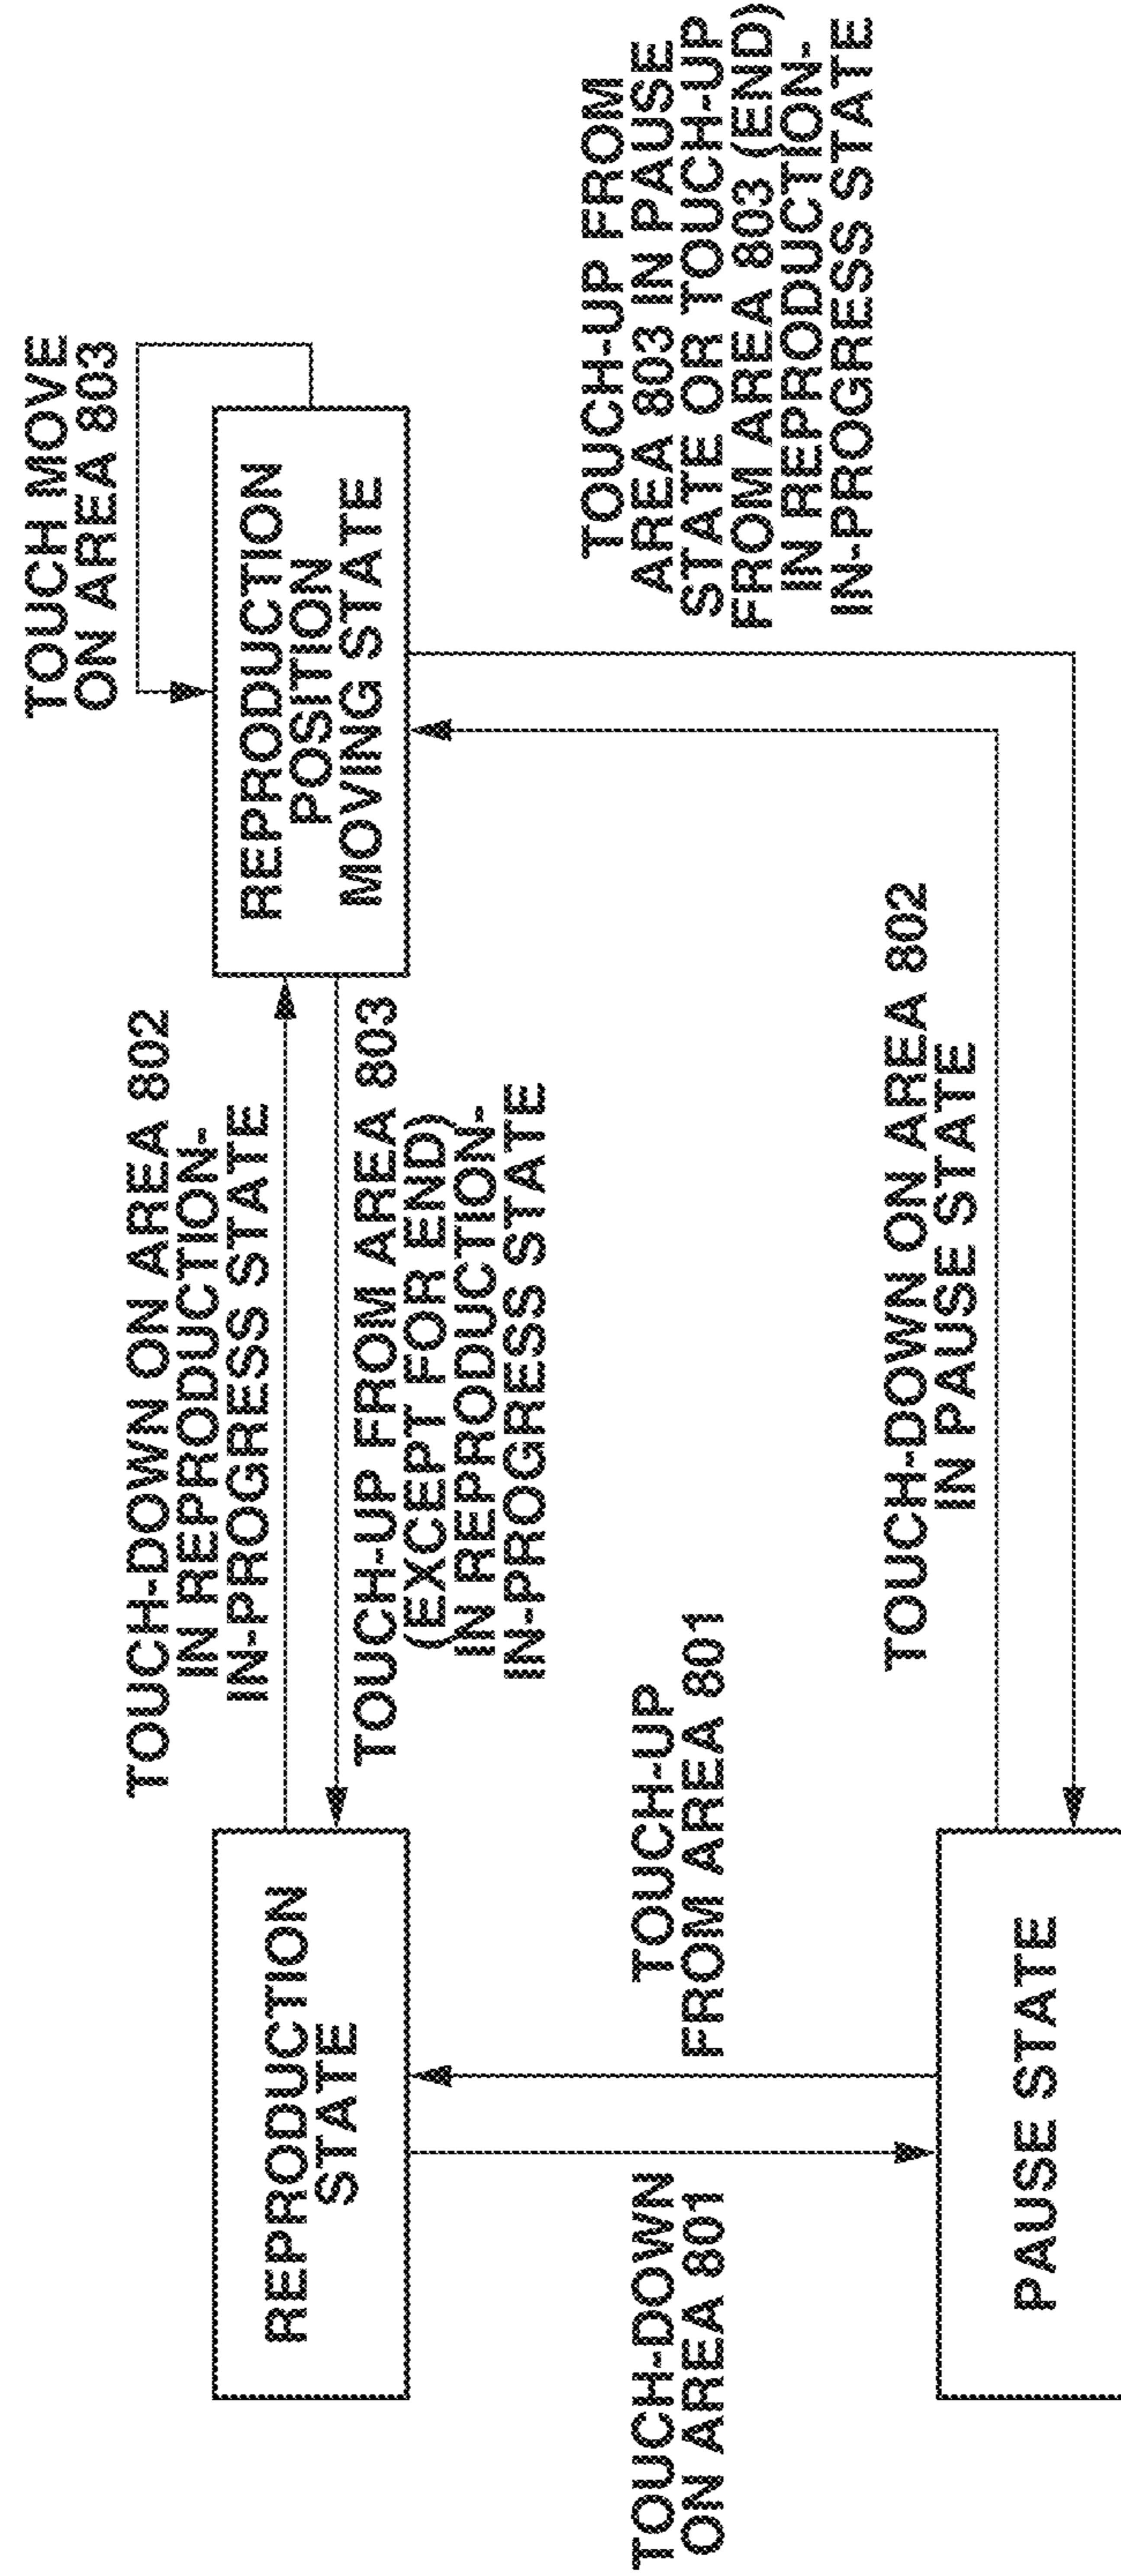 TOUCH MOVE
ON AREA 803
TOUCH-DOWN ON AREA 802
IN REPRODUCTION-
IN-PROGRESS STATE
REPRODUCTION
STATE
REPRODUCTION
POSITION
MOVING STATE
TOUCH-UP FROM AREA 803
(EXCEPT FOR END)
IN REPRODUCTION-
IN-PROGRESS STATE
TOUCH-DOWN
ON AREA 801
TOUCH-UP
FROM AREA 801
TOUCH-UP FROM
AREA 803 IN PAUSE
STATE OR TOUCH-UP
FROM AREA 803 (END)
IN REPRODUCTION-
IN-PROGRESS STATE
TOUCH-DOWN ON AREA 802
IN PAUSE STATE
PAUSE STATE